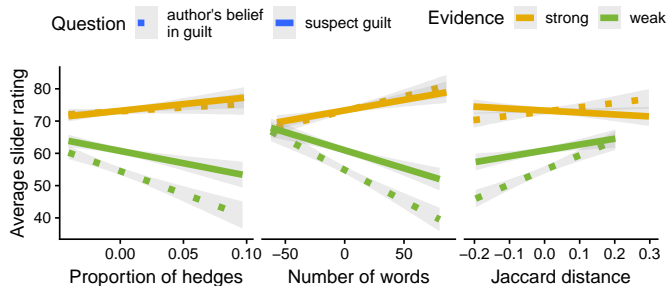 Question
author's belief
in guilt
suspect guilt
Evidence
strong
weak
Average slider rating
80
70
60
50
40
0.00
0.05
0.10
−50
0
50
−0.2
−0.1
0.0
0.1
0.2
0.3
Proportion of hedges
Number of words
Jaccard distance